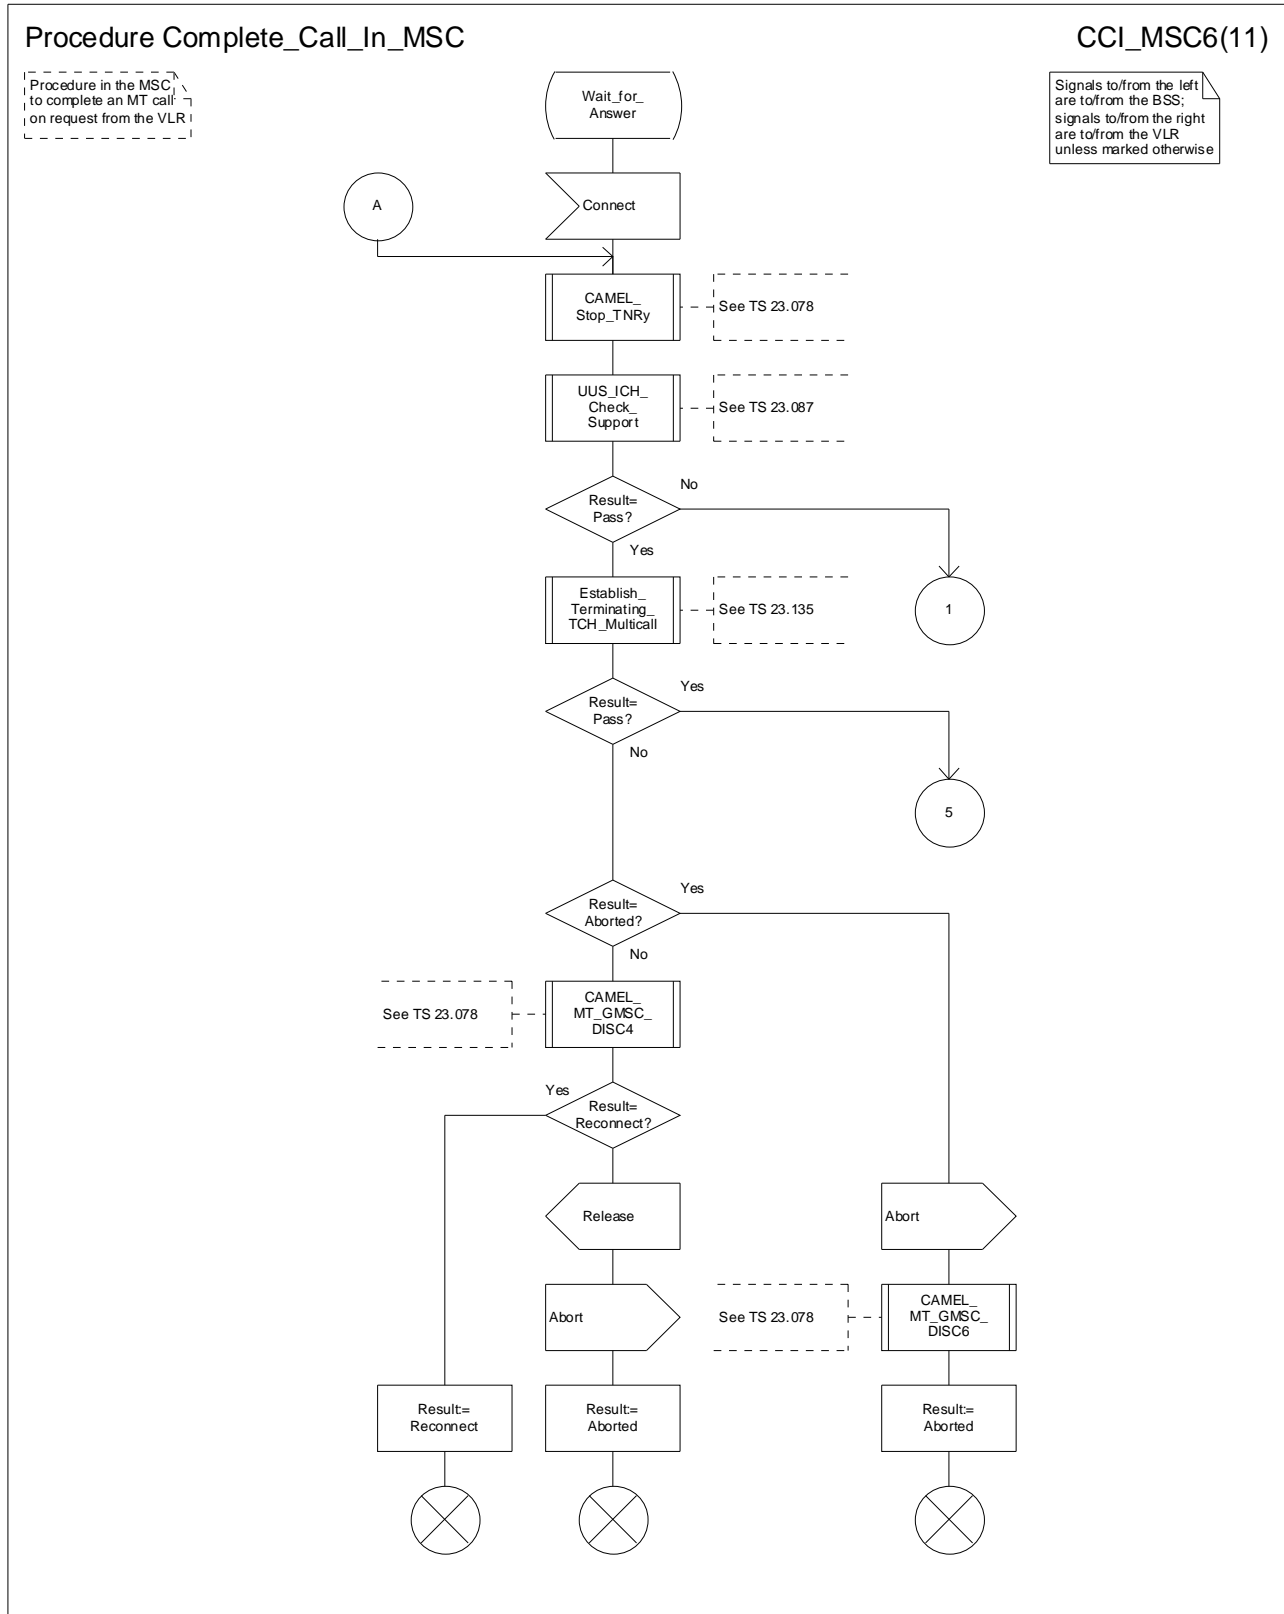 Procedure Complete_Call_In_MSC
CCI_MSC6(11)
Procedure in the MSC
to complete an MT call
on request from the VLR
Signals to/from the left
are to/from the BSS;
signals to/from the right
are to/from the VLR
unless marked otherwise
Wait_for_
Answer
A
Connect
CAMEL_
Stop_TNRy
See TS 23.078
UUS_ICH_
Check_
Support
See TS 23.087
Result=
Pass?
No
Yes
Establish_
Terminating_
TCH_Multicall
See TS 23.135
1
Result=
Pass?
Yes
No
5
Result=
Aborted?
Yes
No
See TS 23.078
CAMEL_
MT_GMSC_
DISC4
Yes
Result=
Reconnect?
Release
Abort
Abort
See TS 23.078
CAMEL_
MT_GMSC_
DISC6
Result:=
Reconnect
Result:=
Aborted
Result:=
Aborted